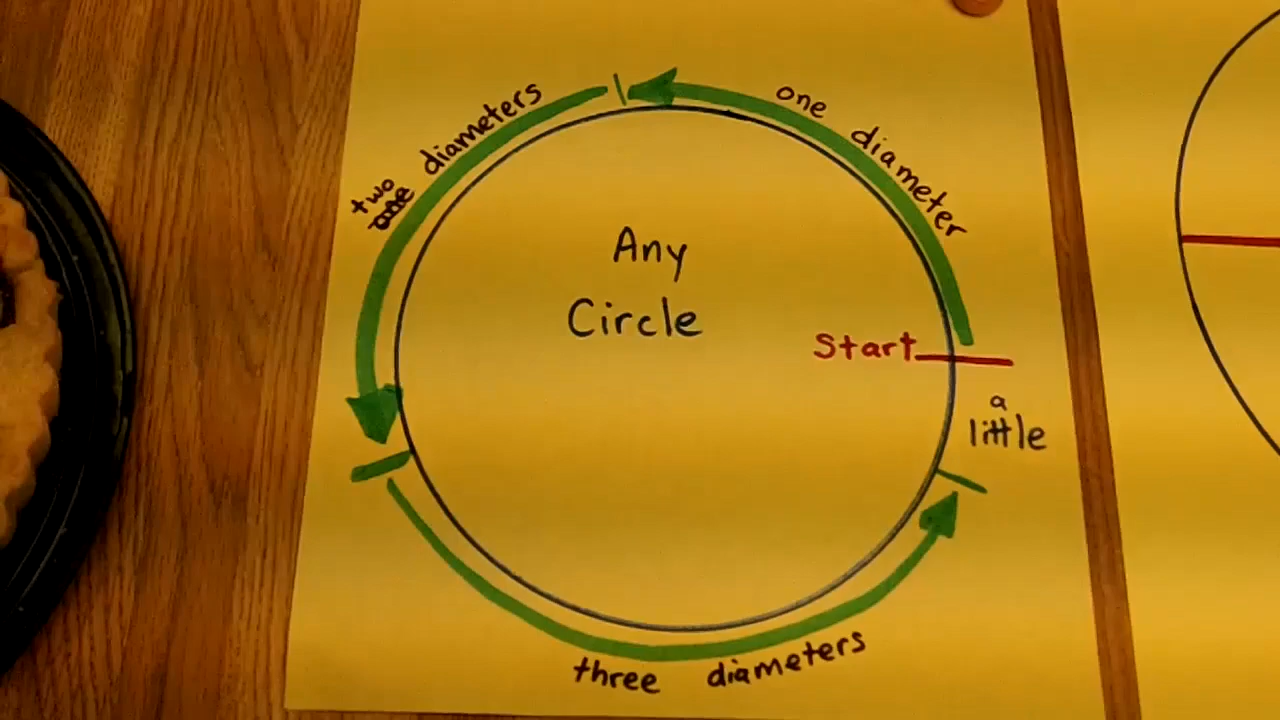 one diameter
two diameters
Any
Circle
Start
a
little
three diameters